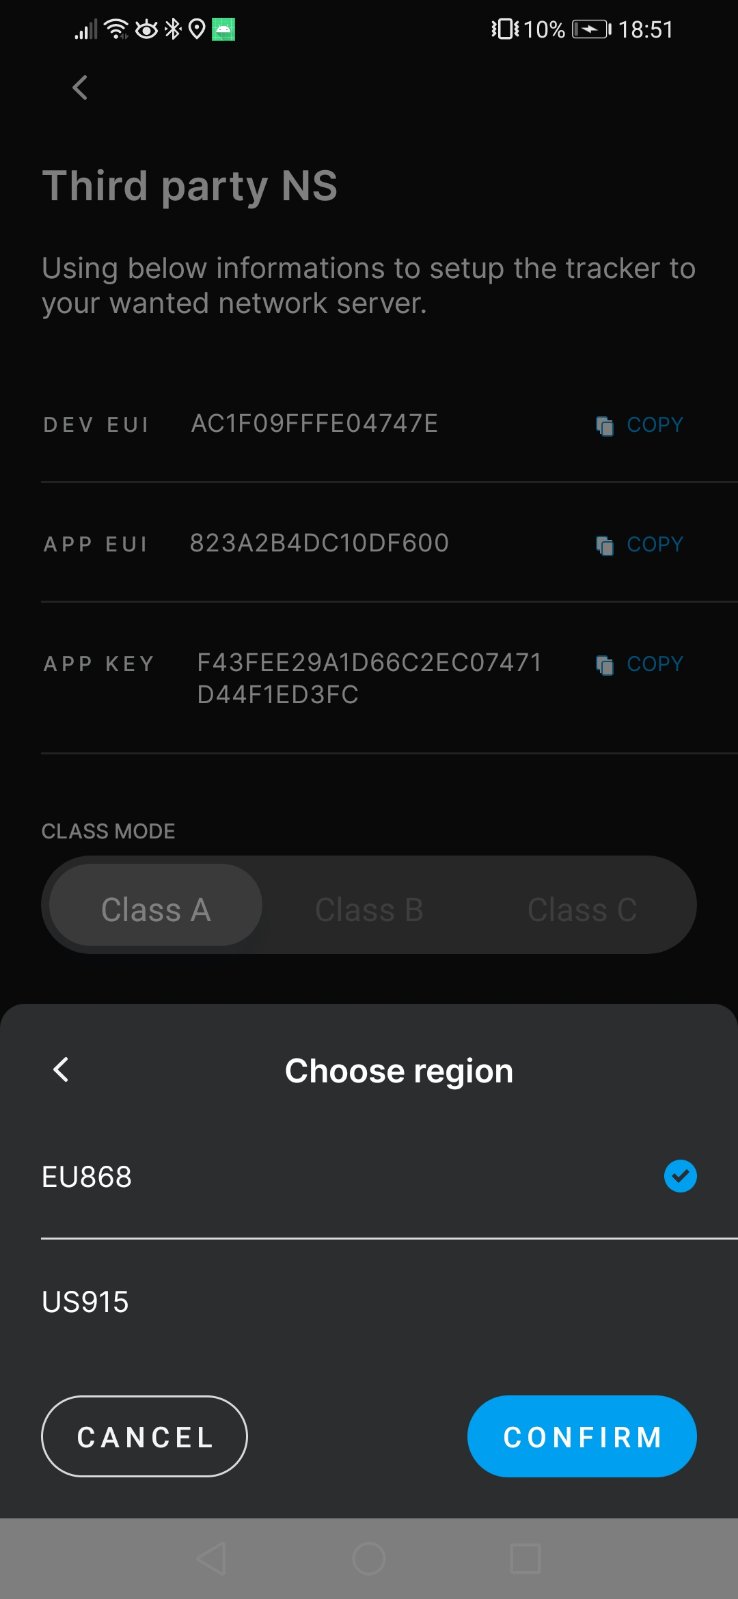 10% 18:51
Third party NS
Using below informations to setup the tracker to
your wanted network server.
DEV EUI AC1F09FFFE04747E COPY
APP EUI 823A2B4DC10DF600 COPY
APP KEY F43FEE29A1D66C2EC07471 COPY
D44F1ED3FC
CLASS MODE
Class A Class B Class C
Choose region
EU868
US915
CANCEL CONFIRM